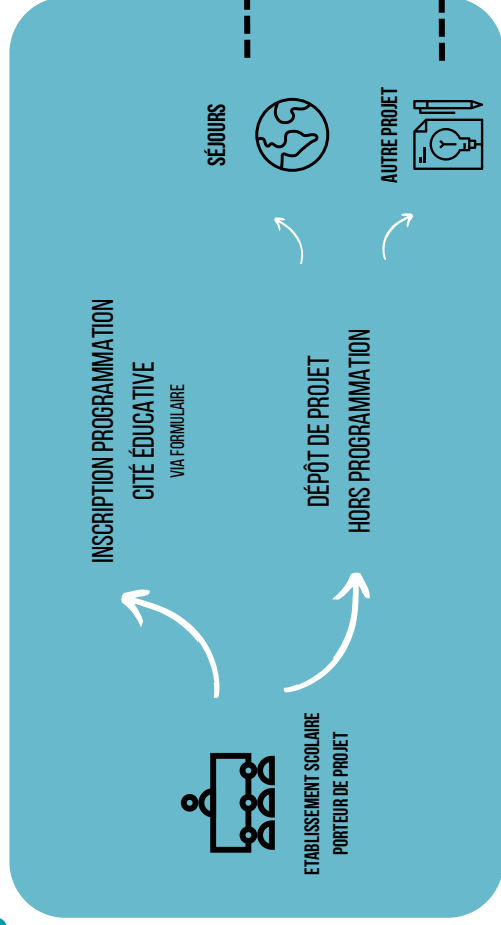 ETABLISSEMENT SCOLAIRE
PORTEUR DE PROJET
INSCRIPTION PROGRAMMATION
CITÉ ÉDUCATIVE
VIA FORMULAIRE
DÉPÔT DE PROJET
HORS PROGRAMMATION
SÉJOURS
AUTRE PROJET